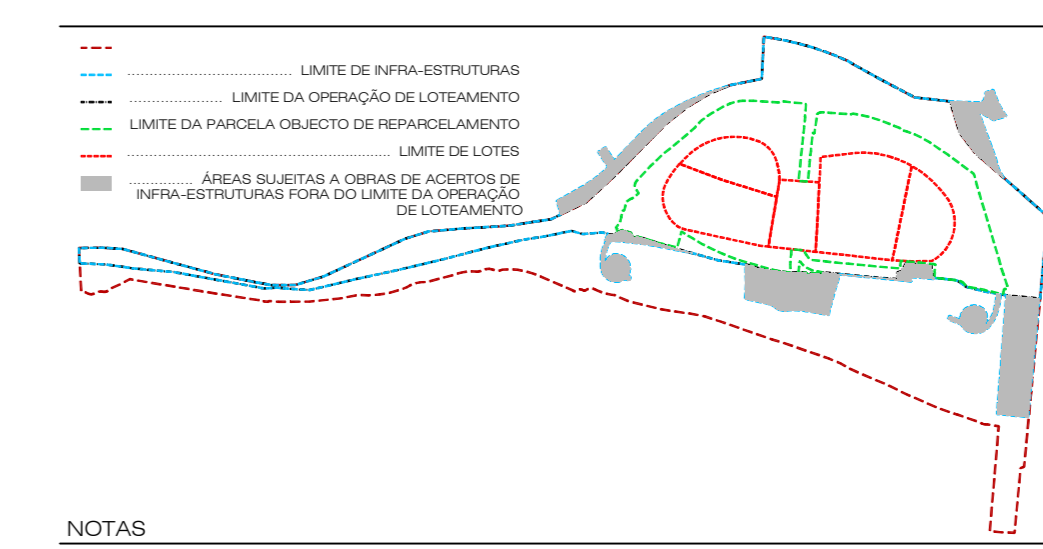 .......................................... LIMITE DE INFRA-ESTRUTURAS
........................ LIMITE DA OPERAÇÃO DE LOTEAMENTO
LIMITE DA PARCELA OBJECTO DE REPARCELAMENTO
.................................................................... LIMITE DE LOTES
................ ÁREAS SUJEITAS A OBRAS DE ACERTOS DE
INFRA-ESTRUTURAS FORA DO LIMITE DA OPERAÇÃO
DE LOTEAMENTO
NOTAS